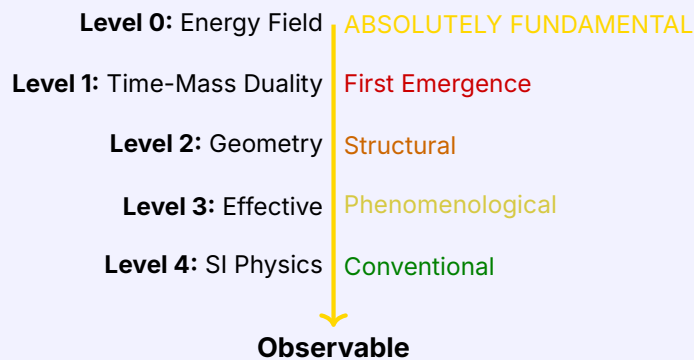 Level 0: Energy Field ABSOLUTELY FUNDAMENTAL
Level 1: Time-Mass Duality First Emergence
Level 2: Geometry Structural
Level 3: Effective Phenomenological
Level 4: SI Physics Conventional
Observable